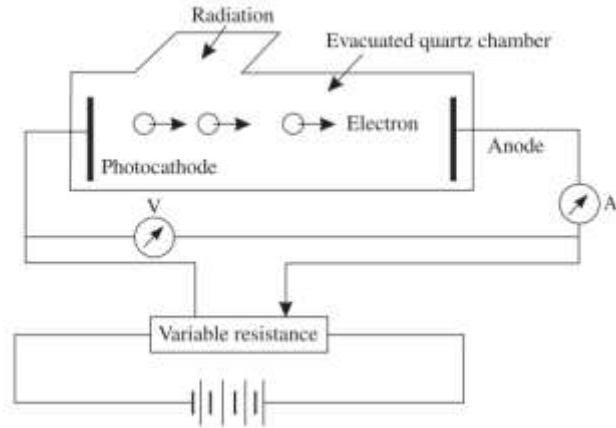 Radiation
Evacuated quartz chamber
Electron
Anode
Photocathode
V
A
Variable resistance